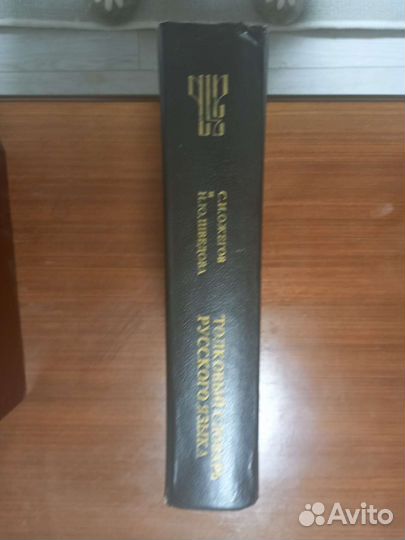 С.И.ОЖЕГОВ
и
Н.Ю.ШВЕДОВА
ТОЛКОВЫЙ СЛОВАРЬ
РУССКОГО ЯЗЫКА
Avito